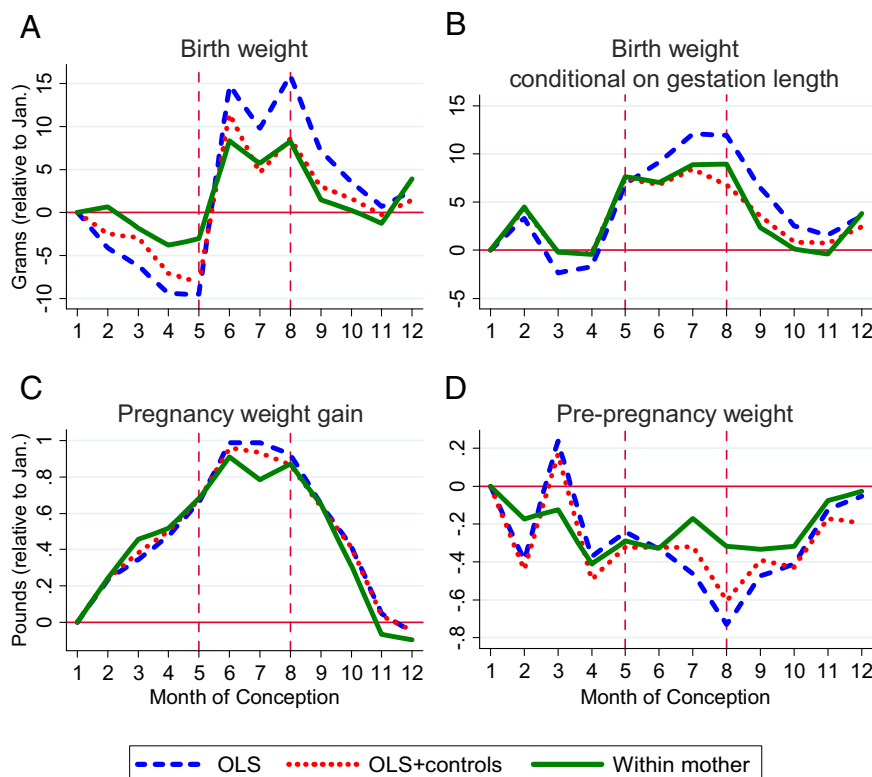 A
Birth weight
Grams (relative to Jan.)
15
10
5
0
-5
-10
1 2 3 4 5 6 7 8 9 10 11 12
B
Birth weight
conditional on gestation length
15
10
5
0
-5
1 2 3 4 5 6 7 8 9 10 11 12
C
Pregnancy weight gain
Pounds (relative to Jan.)
1
.8
.6
.4
.2
0
1 2 3 4 5 6 7 8 9 10 11 12
Month of Conception
D
Pre-pregnancy weight
.2
0
-.2
-.4
-.6
-.8
1 2 3 4 5 6 7 8 9 10 11 12
Month of Conception
OLS OLS+controls Within mother